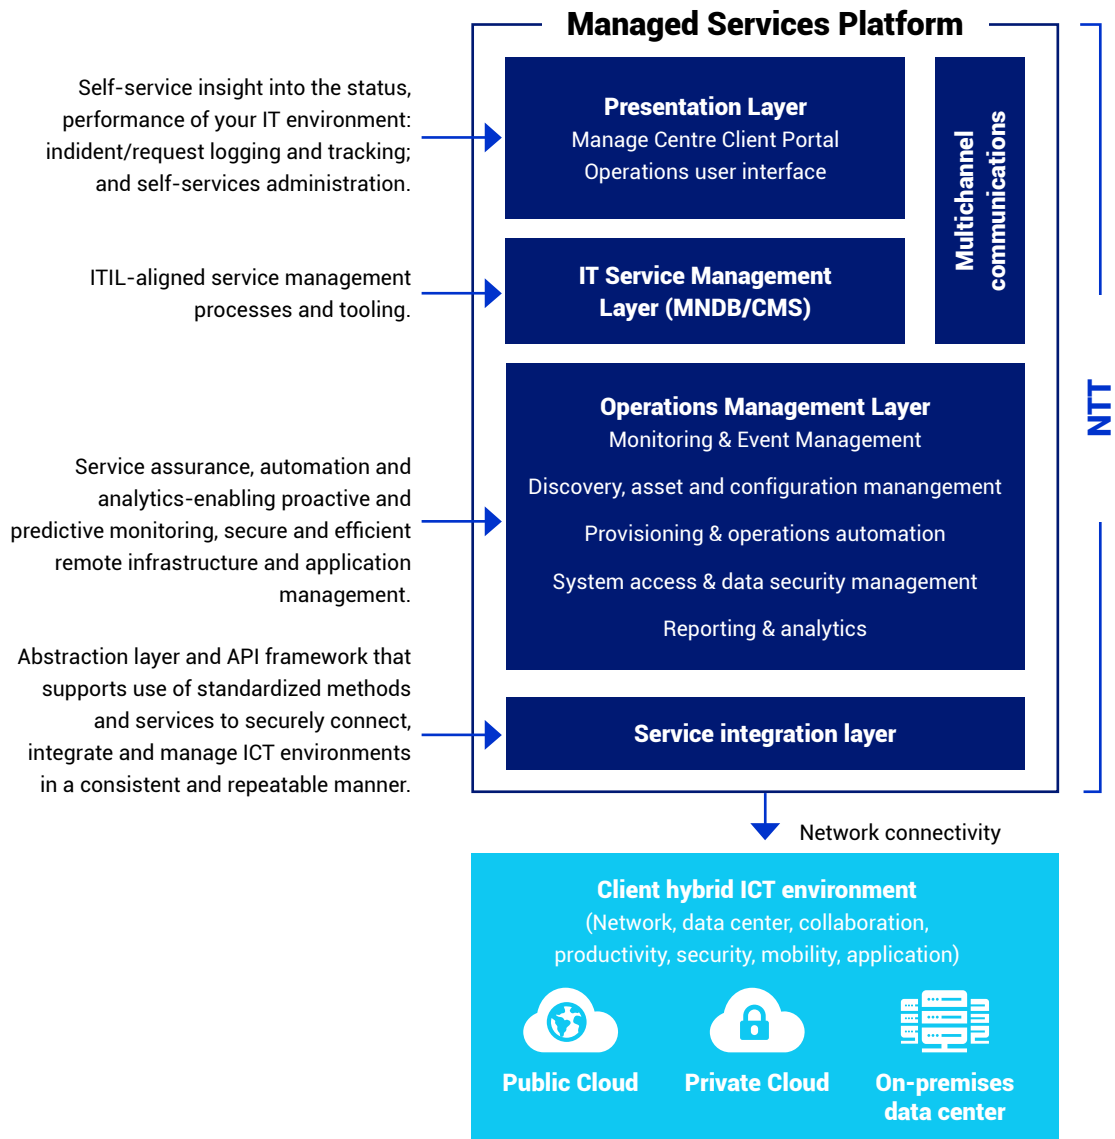 Managed Services Platform
Self-service insight into the status,
performance of your IT environment:
indident/request logging and tracking;
and self-services administration.
Presentation Layer
Manage Centre Client Portal
Operations user interface
Multichannel
communications
ITIL-aligned service management
processes and tooling.
IT Service Management
Layer (MNDB/CMS)
NTT
Service assurance, automation and
analytics-enabling proactive and
predictive monitoring, secure and efficient
remote infrastructure and application
management.
Operations Management Layer
Monitoring & Event Management
Discovery, asset and configuration manangement
Provisioning & operations automation
System access & data security management
Reporting & analytics
Abstraction layer and API framework that
supports use of standardized methods
and services to securely connect,
integrate and manage ICT environments
in a consistent and repeatable manner.
Service integration layer
Network connectivity
Client hybrid ICT environment
(Network, data center, collaboration,
productivity, security, mobility, application)
Public Cloud
Private Cloud
On-premises
data center